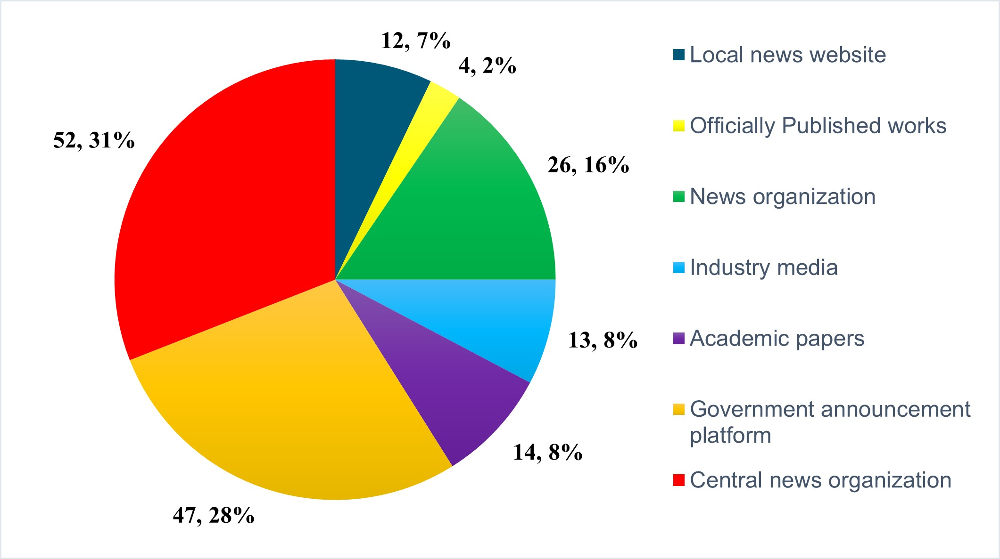 12, 7%
4, 2%
26, 16%
13, 8%
14, 8%
47, 28%
52, 31%
Local news website
Officially Published works
News organization
Industry media
Academic papers
Government announcement
platform
Central news organization